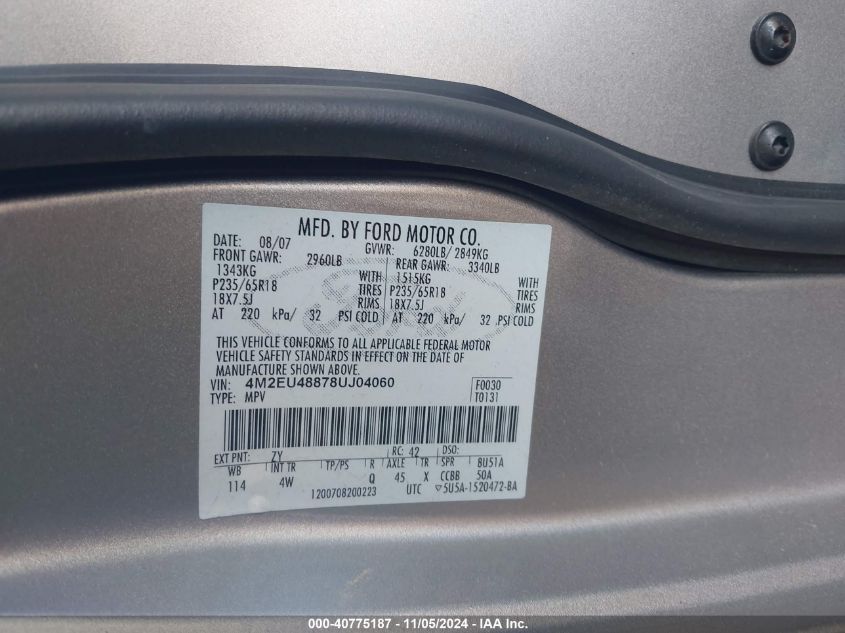 MFD. BY FORD MOTOR CO.
DATE: 08/07 GVWR: 6280LB/ 2849KG
FRONT GAWR: 2960LB REAR GAWR: 3340LB
1343KG WITH 1515KG WITH
P235/65R18 TIRES P235/65R18 TIRES
18X7.5J RIMS 18X7.5J RIMS
AT 220 kPa/ 32 PSI COLD AT 220 kPa/ 32 PSI COLD
THIS VEHICLE CONFORMS TO ALL APPLICABLE FEDERAL MOTOR
VEHICLE SAFETY STANDARDS IN EFFECT ON THE DATE OF
MANUFACTURE SHOWN ABOVE.
VIN: 4M2EU48878UJ04060 F0030
TYPE: MPV T0131
EXT PNT: ZY RC: 42 DSO:
WB INT TR TP/PS R AXLE TR SPR 8U51A
114 4W Q 45 X CCBB 50A
1200708200223 UTC ▽5U5A-1520472-BA
000-40775187 - 11/05/2024 - IAA Inc.